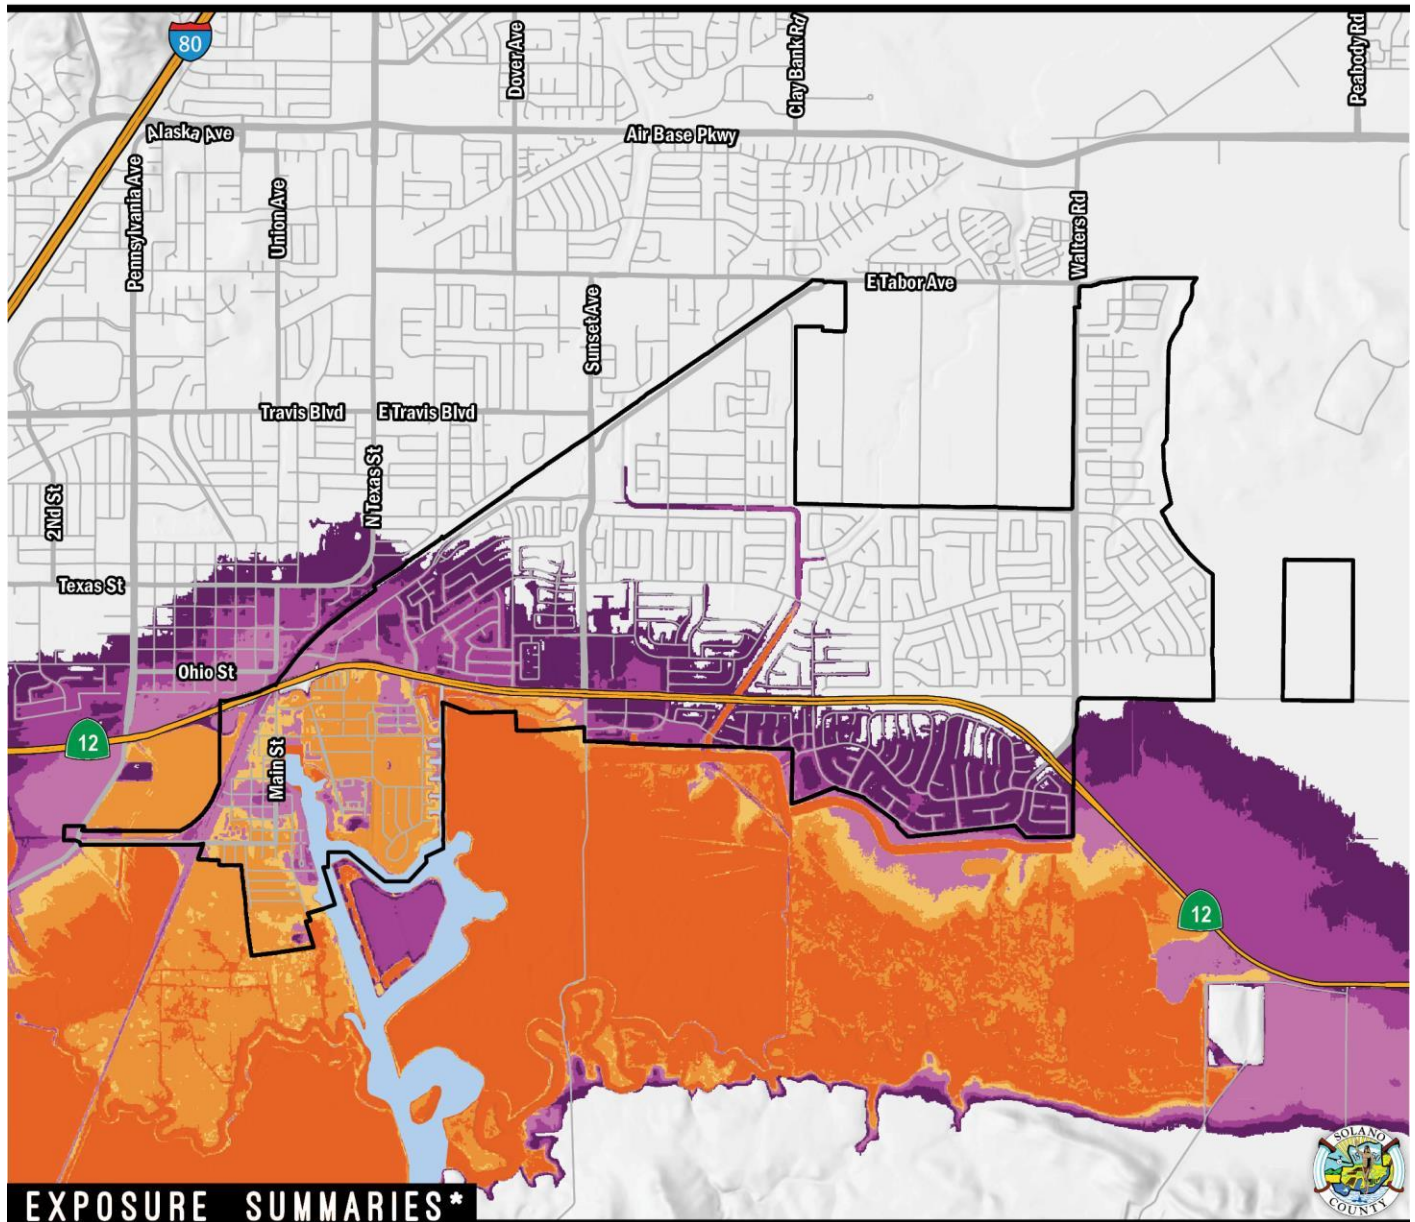 80
Dover Ave
Clay Bank Rd
Peabody Rd
Alaska Ave
Air Base Pkwy
Pennsylvania Ave
Union Ave
Walters Rd
E Tabor Ave
Sunset Ave
Travis Blvd
E Travis Blvd
N Texas St
2Nd St
Texas St
Ohio St
12
Main St
12
SOLANO
COUNTY
EXPOSURE SUMMARIES*